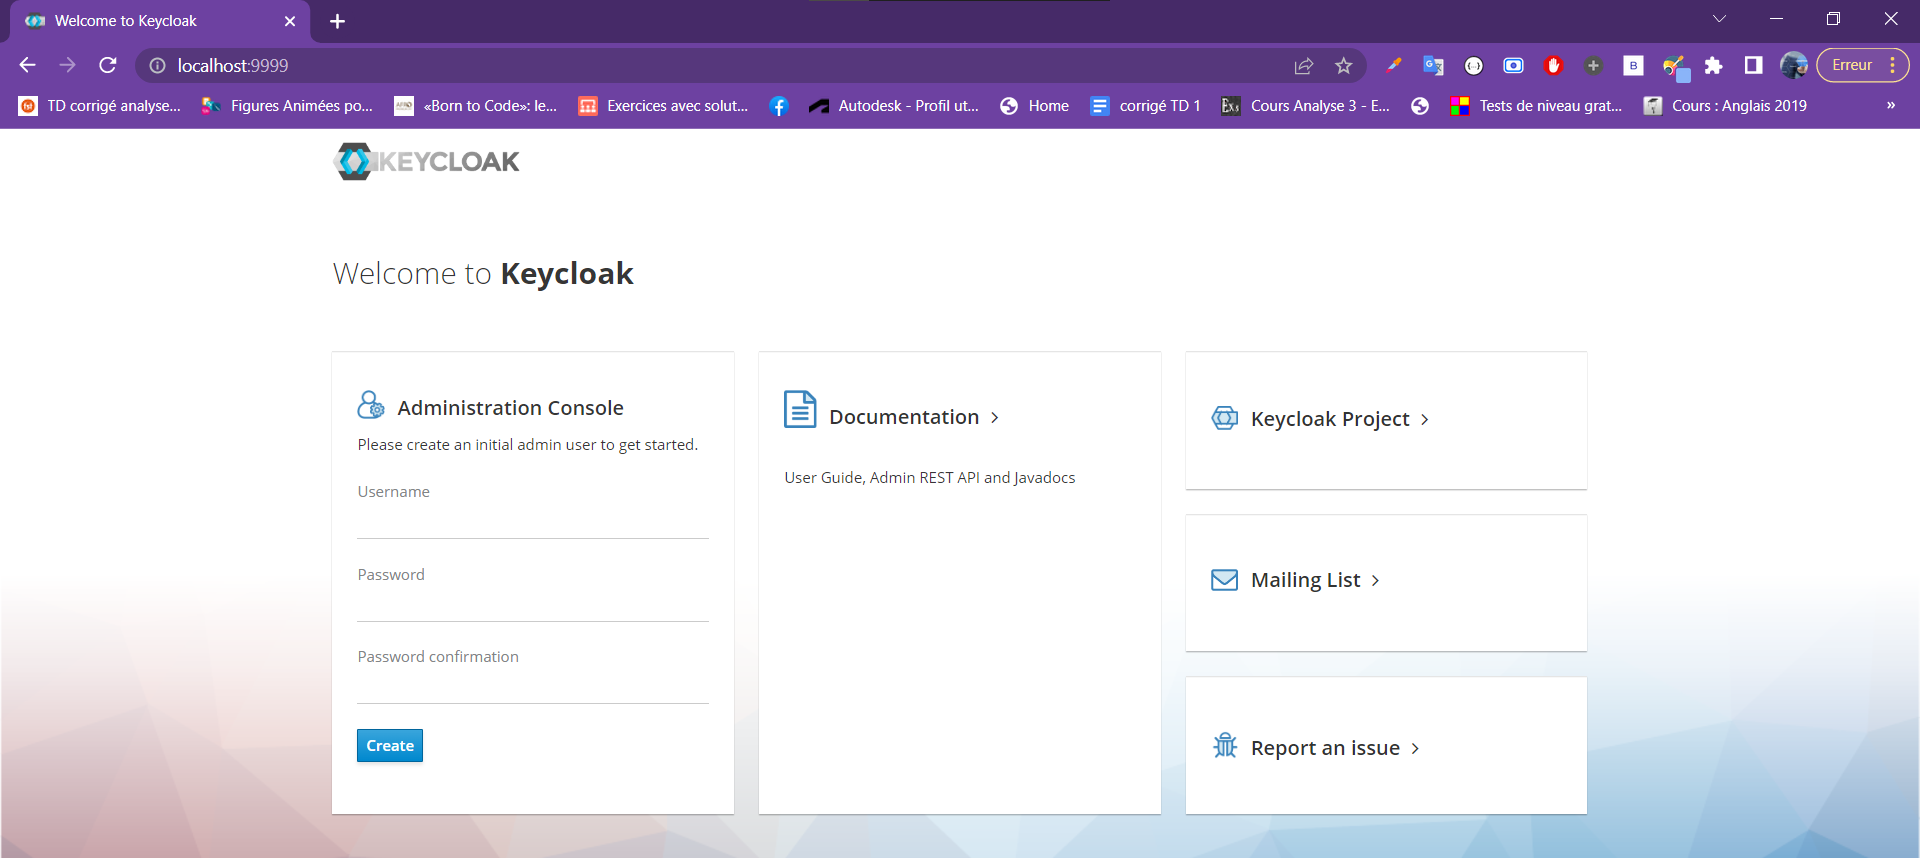 Welcome to Keycloak
localhost:9999
Erreur
TD corrigé analyse... Figures Animées po... «Born to Code»: le... Exercices avec solut... Autodesk - Profil ut... Home corrigé TD 1 Cours Analyse 3 - E... Tests de niveau grat... Cours : Anglais 2019 »
KEYCLOAK
Welcome to Keycloak
Administration Console
Please create an initial admin user to get started.
Username
Password
Password confirmation
Create
Documentation >
User Guide, Admin REST API and Javadocs
Keycloak Project >
Mailing List >
Report an issue >